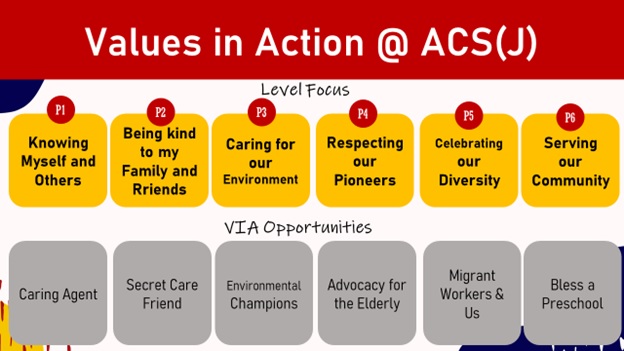 Values in Action @ ACS(J)
Level Focus
P1
Knowing
Myself and
Others
P2
Being kind
to my
Family and
Rriends
P3
Caring for
our
Environment
P4
Respecting
our
Pioneers
P5
Celebrating
our
Diversity
P6
Serving
our
Community
VIA Opportunities
Caring Agent
Secret Care
Friend
Environmental
Champions
Advocacy for
the Elderly
Migrant
Workers &
Us
Bless a
Preschool